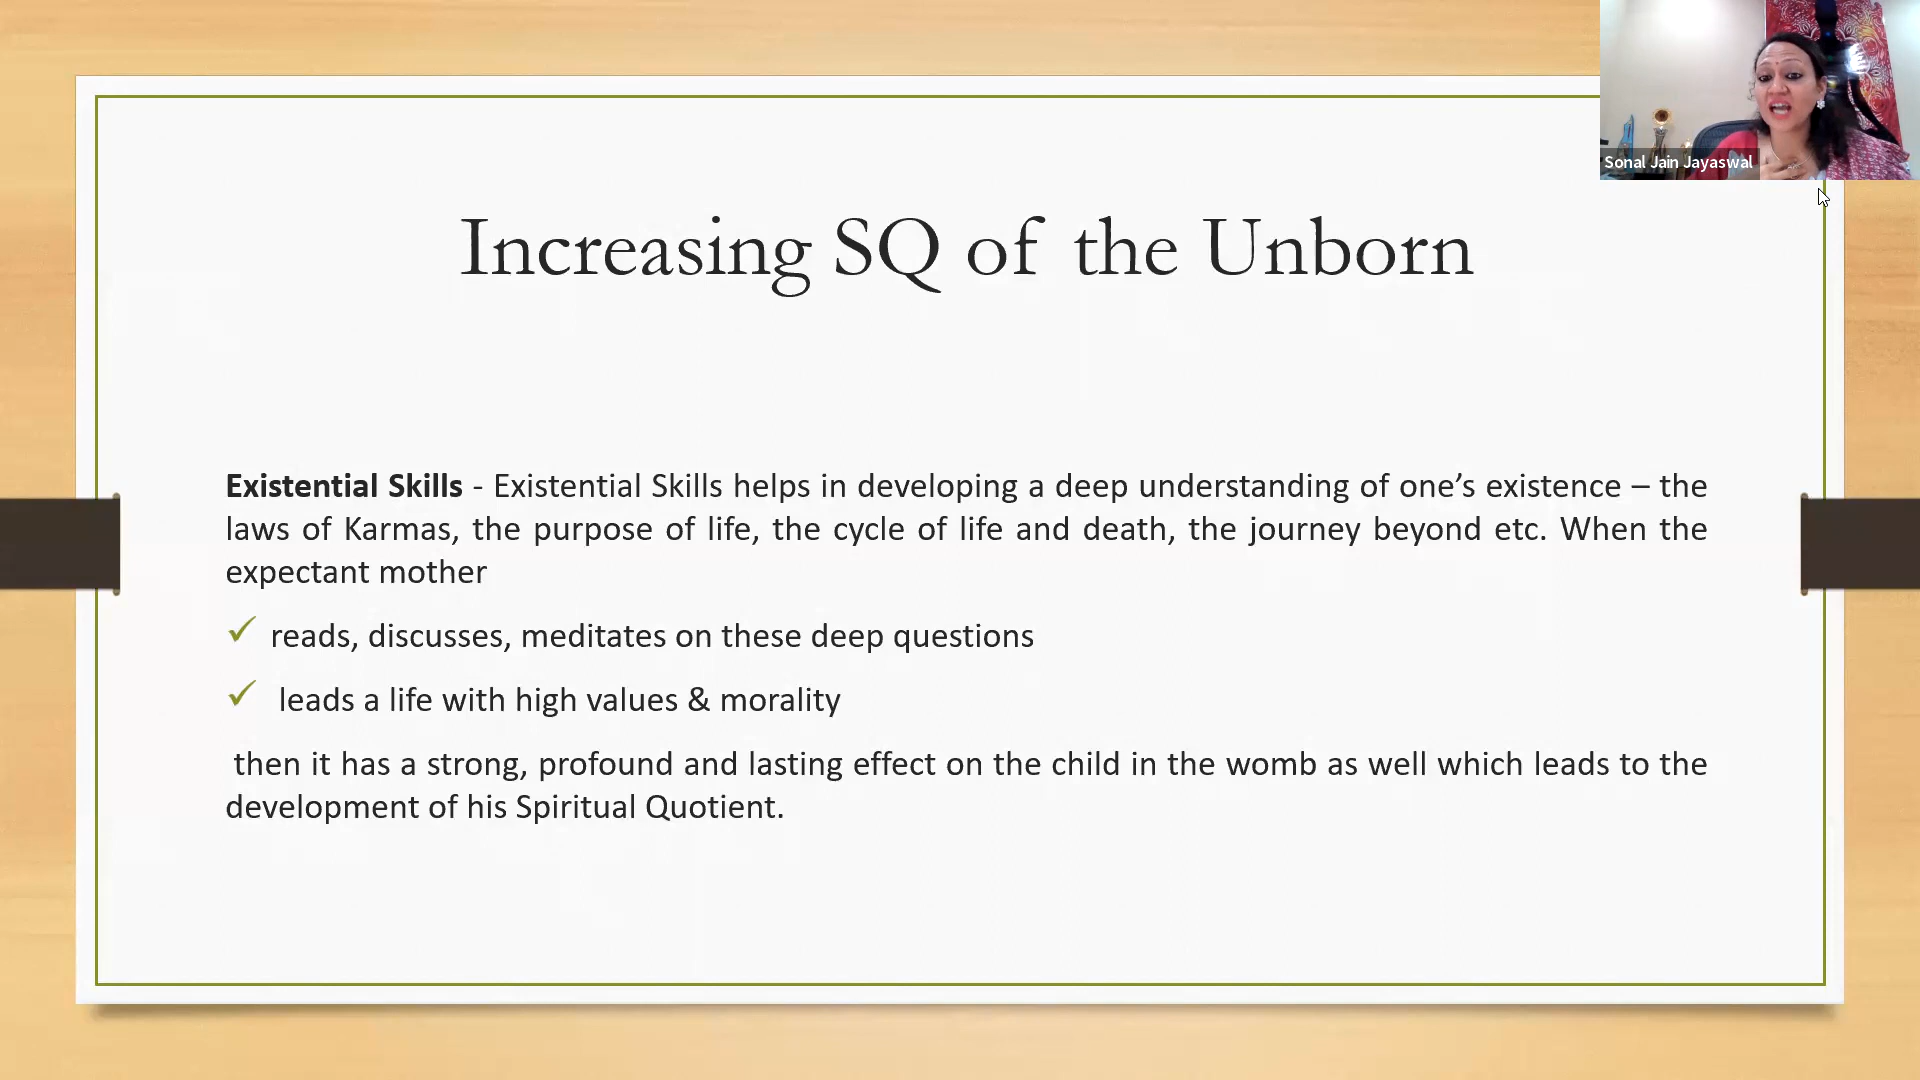 Sonal Jain Jayaswal
Increasing SQ of the Unborn
Existential Skills - Existential Skills helps in developing a deep understanding of one’s existence – the
laws of Karmas, the purpose of life, the cycle of life and death, the journey beyond etc. When the
expectant mother
✓ reads, discusses, meditates on these deep questions
✓ leads a life with high values & morality
then it has a strong, profound and lasting effect on the child in the womb as well which leads to the
development of his Spiritual Quotient.